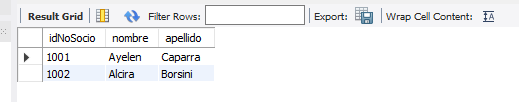 Result Grid Filter Rows: Export: Wrap Cell Content:
idNoSocio nombre apellido
1001 Ayelen Caparra
1002 Alcira Borsini